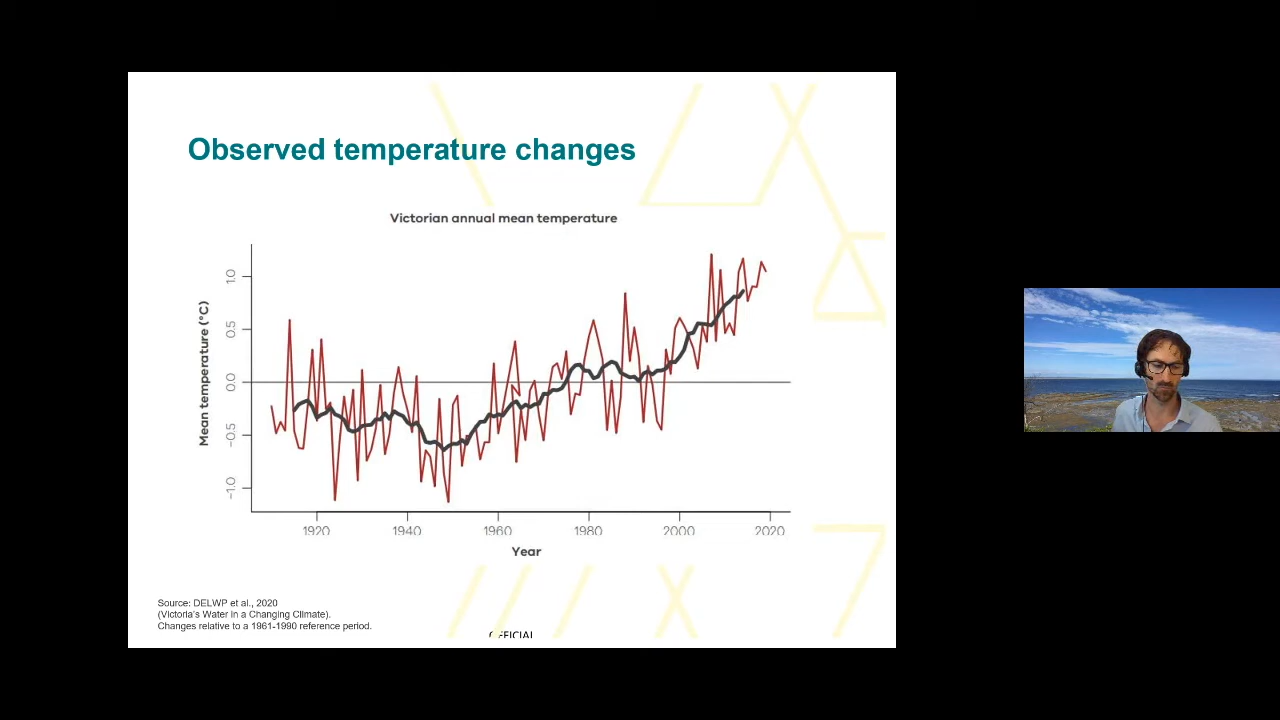 Observed temperature changes
Victorian annual mean temperature
Mean temperature (°C)
1.0
0.5
0.0
−0.5
−1.0
1920 1940 1960 1980 2000 2020
Year
Source: DELWP et al., 2020
(Victoria's Water in a Changing Climate).
Changes relative to a 1961-1990 reference period.
OFFICIAL